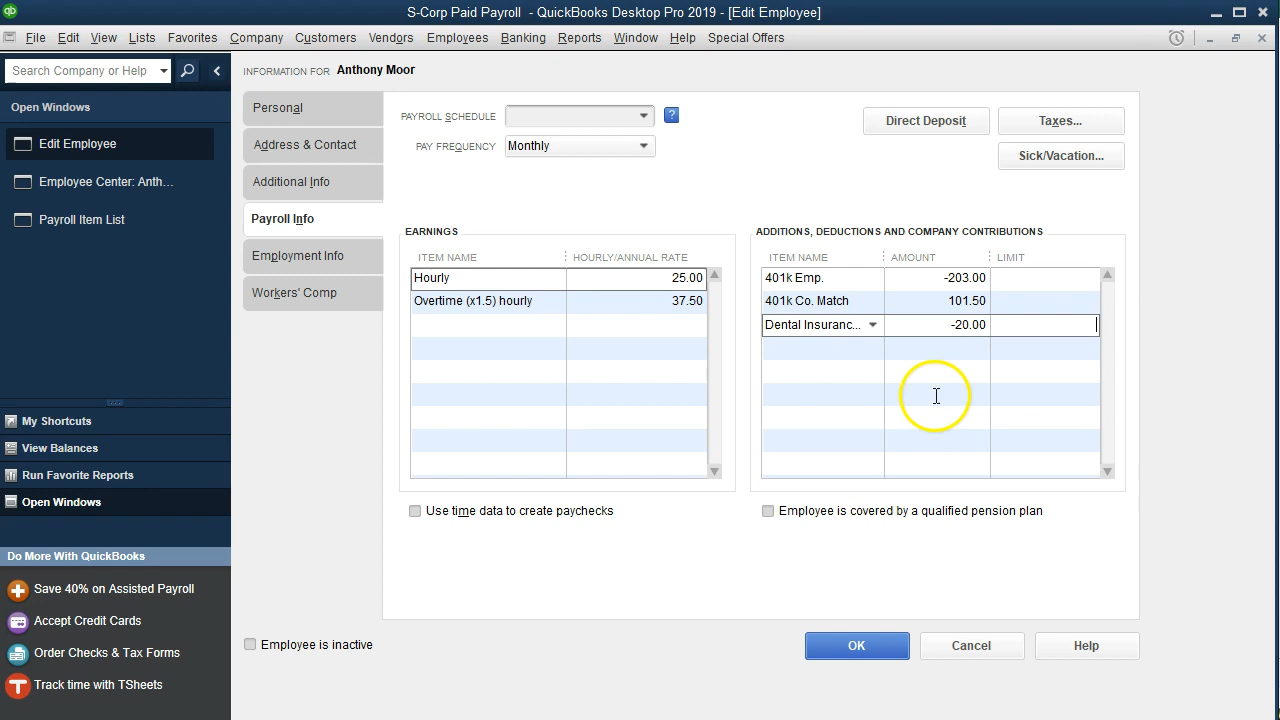 S-Corp Paid Payroll - QuickBooks Desktop Pro 2019 - [Edit Employee]
File Edit View Lists Favorites Company Customers Vendors Employees Banking Reports Window Help Special Offers
Search Company or Help
INFORMATION FOR Anthony Moor
Open Windows
Edit Employee
Employee Center: Anth...
Payroll Item List
My Shortcuts
View Balances
Run Favorite Reports
Open Windows
Do More With QuickBooks
Save 40% on Assisted Payroll
Accept Credit Cards
Order Checks & Tax Forms
Track time with TSheets
Personal
Address & Contact
Additional Info
Payroll Info
Employment Info
Workers' Comp
PAYROLL SCHEDULE ?
PAY FREQUENCY Monthly
Direct Deposit Taxes...
Sick/Vacation...
EARNINGS
ITEM NAME HOURLY/ANNUAL RATE
Hourly 25.00
Overtime (x1.5) hourly 37.50
Use time data to create paychecks
ADDITIONS, DEDUCTIONS AND COMPANY CONTRIBUTIONS
ITEM NAME AMOUNT LIMIT
401k Emp. -203.00
401k Co. Match 101.50
Dental Insuranc... -20.00
Employee is covered by a qualified pension plan
Employee is inactive
OK Cancel Help